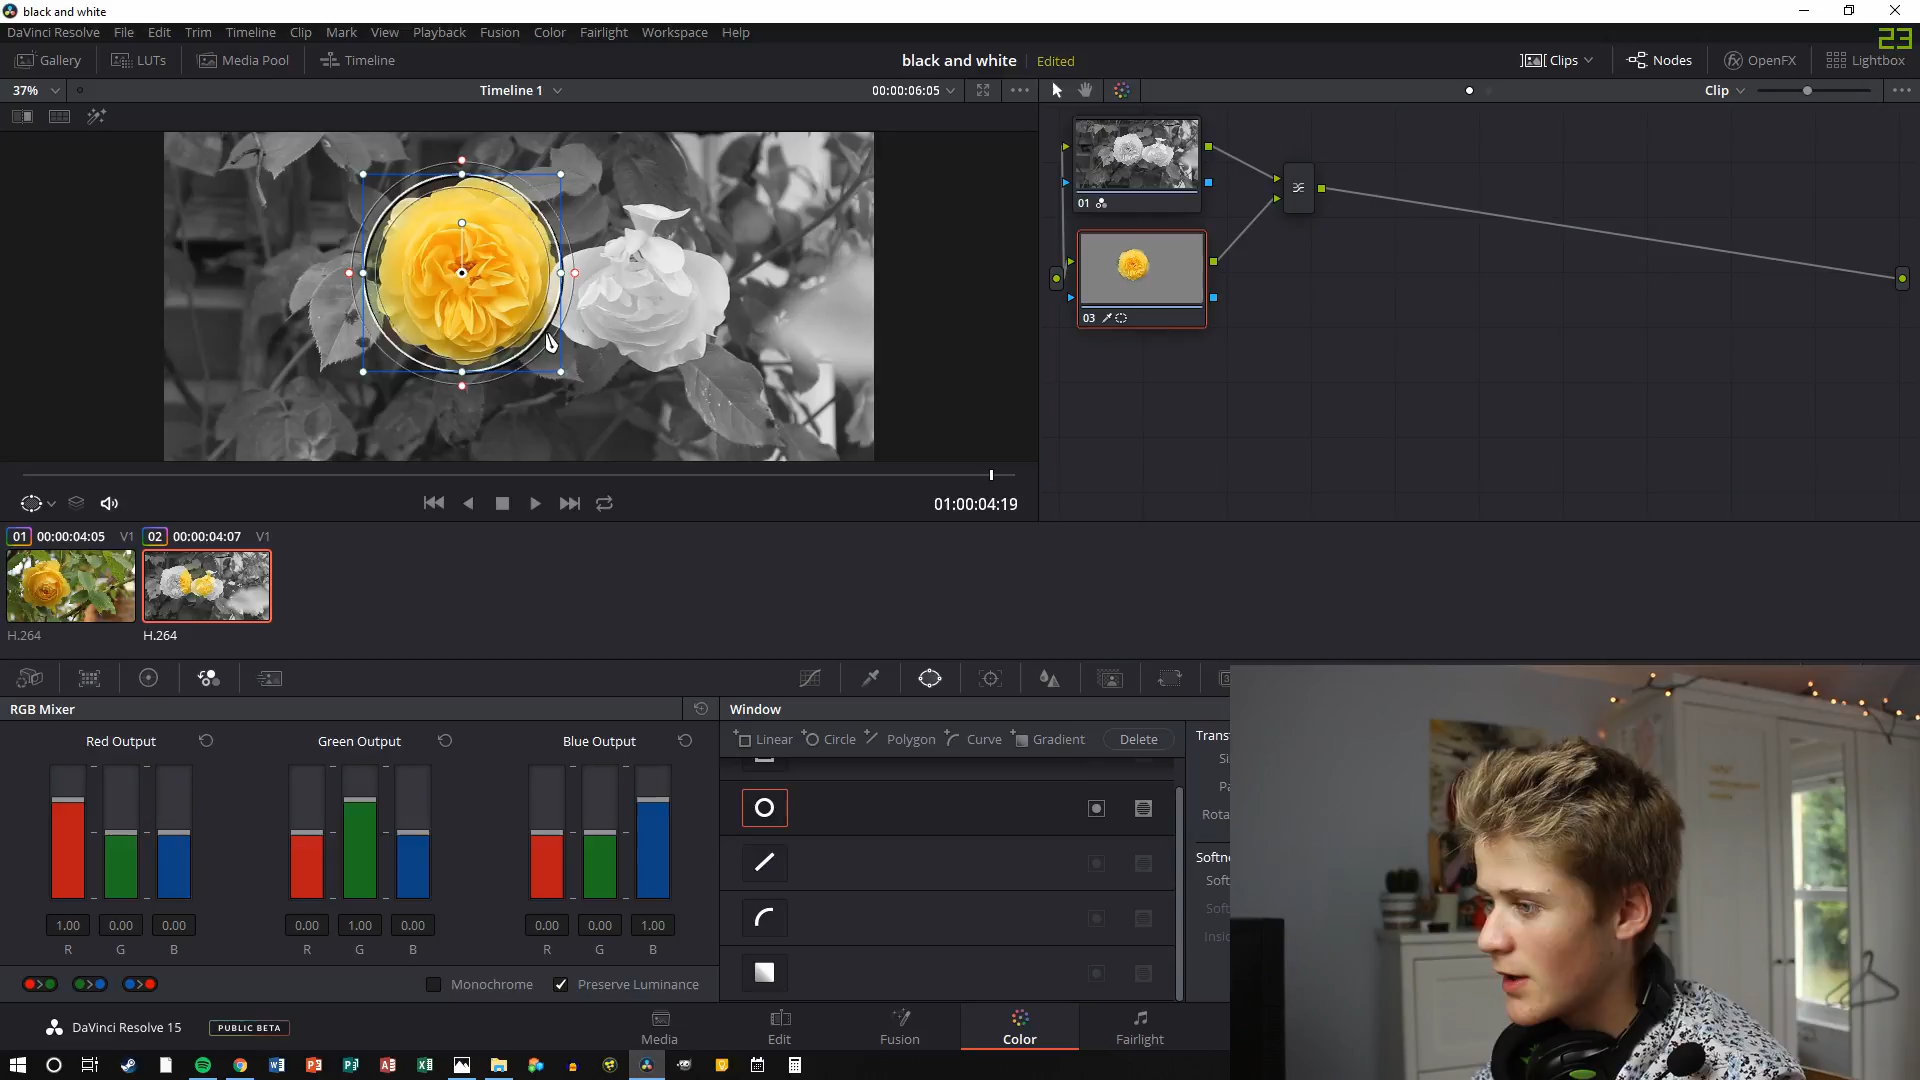 black and white
23
DaVinci Resolve File Edit Trim Timeline Clip Mark View Playback Fusion Color Fairlight Workspace Help
Gallery LUTs Media Pool Timeline black and white Edited Clips Nodes OpenFX Lightbox
37% Timeline 1 00:00:06:05 Clip
01
03
01:00:04:19
01 00:00:04:05 V1 02 00:00:04:07 V1
H.264 H.264
RGB Mixer Window
Red Output Green Output Blue Output Linear Circle Polygon Curve Gradient Delete
1.00 0.00 0.00 0.00 1.00 0.00 0.00 0.00 1.00
R G B R G B R G B
Monochrome Preserve Luminance
DaVinci Resolve 15 PUBLIC BETA
Media Edit Fusion Color Fairlight